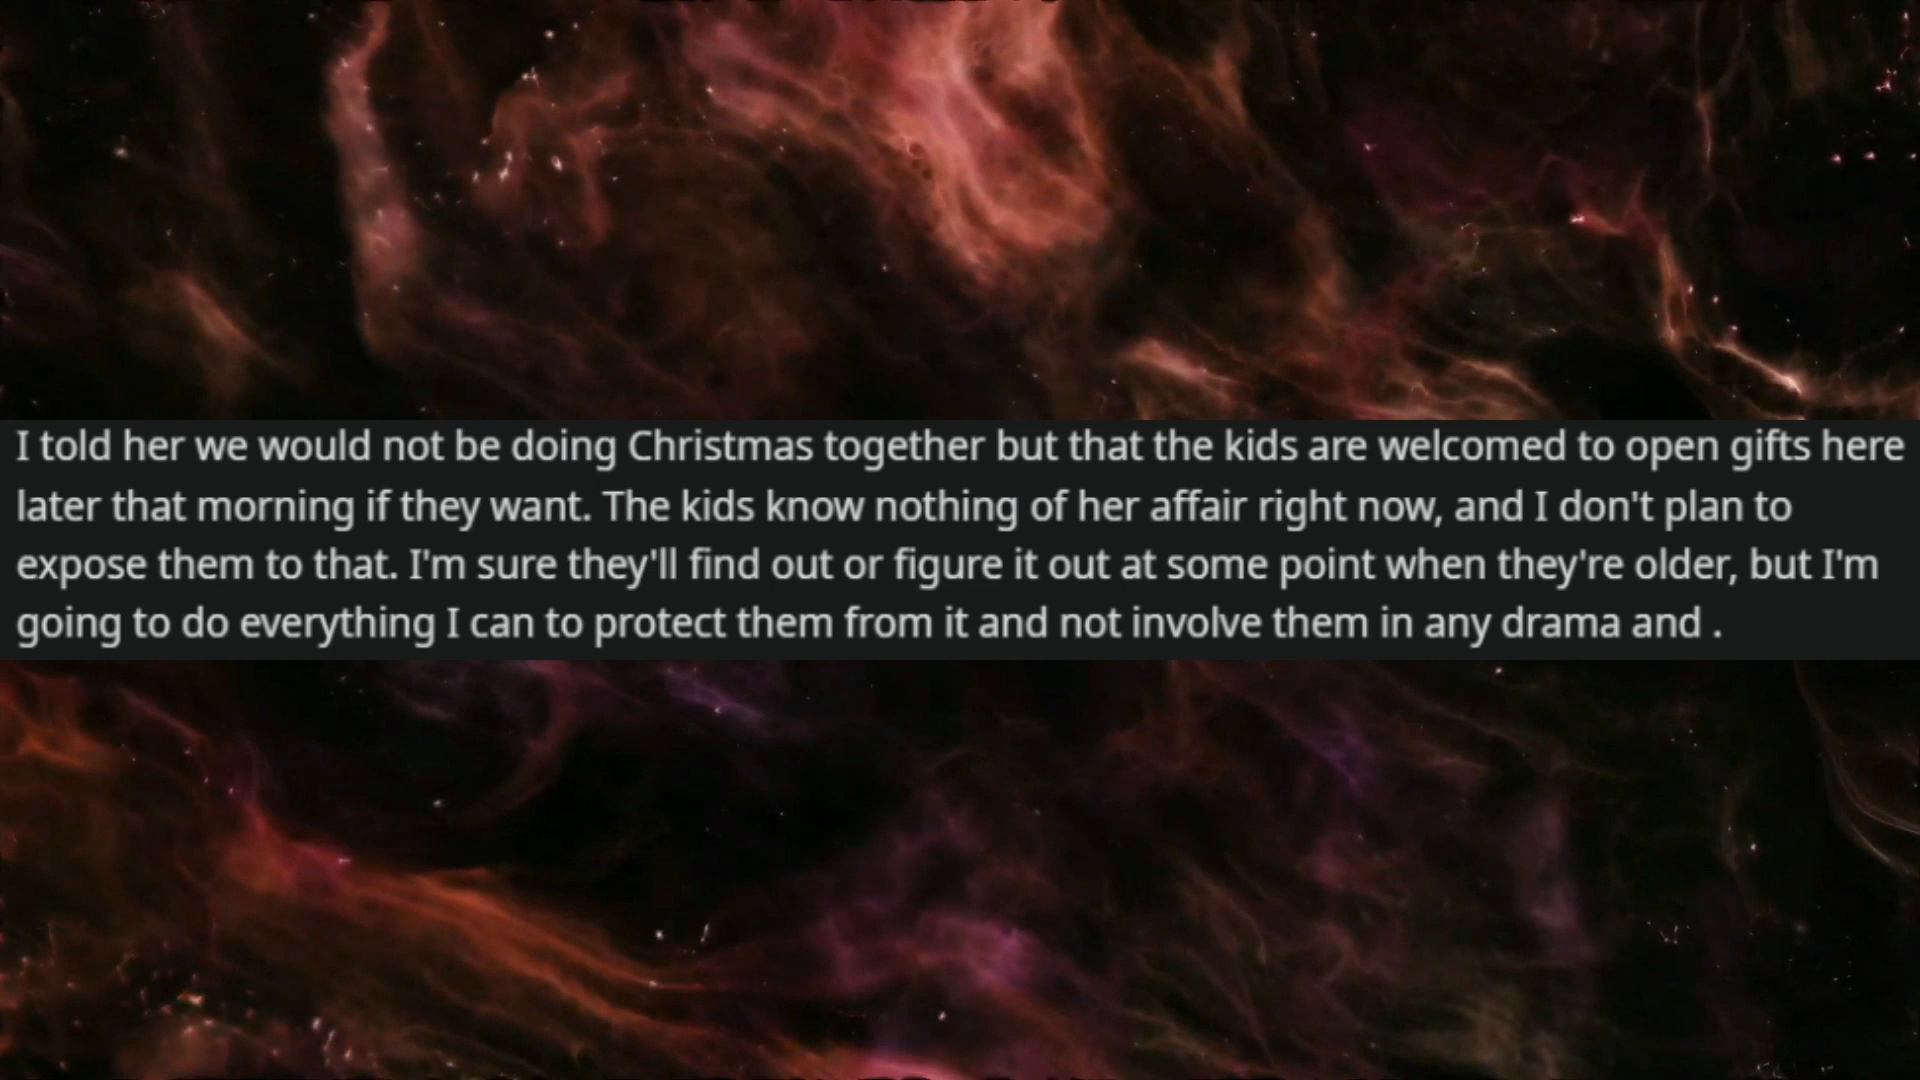 I told her we would not be doing Christmas together but that the kids are welcomed to open gifts here
later that morning if they want. The kids know nothing of her affair right now, and I don't plan to
expose them to that. I'm sure they'll find out or figure it out at some point when they're older, but I'm
going to do everything I can to protect them from it and not involve them in any drama and .